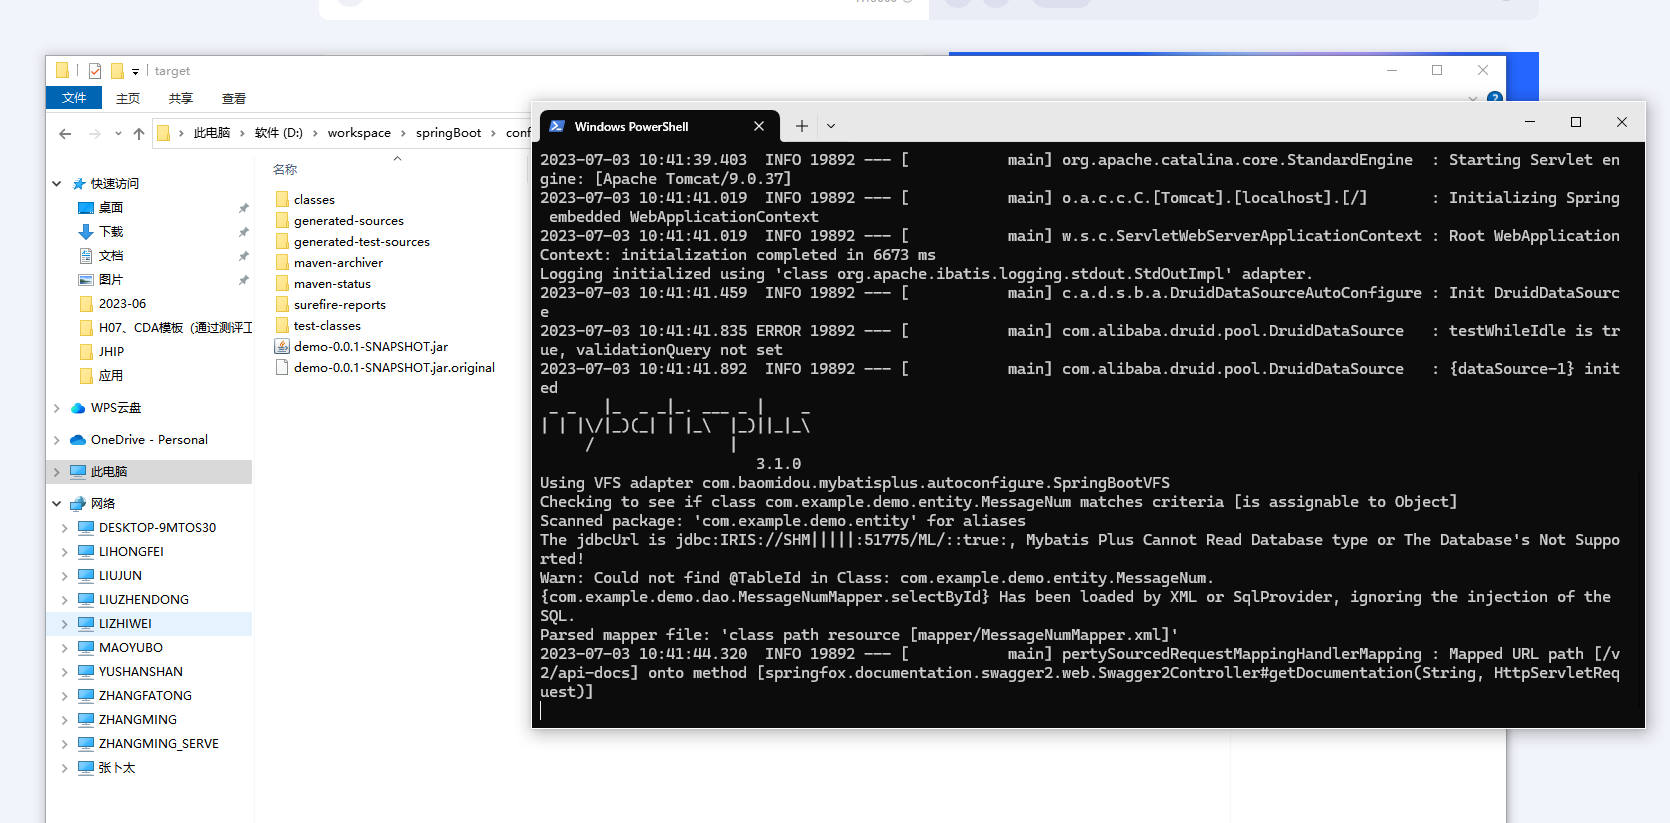 target
文件
主页
共享
查看
此电脑
软件 (D:)
workspace
springBoot
conf
快速访问
桌面
下载
文档
图片
2023-06
H07、CDA模板（通过测评工
JHIP
应用
WPS云盘
OneDrive - Personal
此电脑
网络
DESKTOP-9MTOS30
LIHONGFEI
LIUJUN
LIUZHENDONG
LIZHIWEI
MAOYUBO
YUSHANSHAN
ZHANGFATONG
ZHANGMING
ZHANGMING_SERVE
张卜太
名称
classes
generated-sources
generated-test-sources
maven-archiver
maven-status
surefire-reports
test-classes
demo-0.0.1-SNAPSHOT.jar
demo-0.0.1-SNAPSHOT.jar.original
Windows PowerShell
2023-07-03 10:41:39.403  INFO 19892 --- [           main] org.apache.catalina.core.StandardEngine  : Starting Servlet en
gine: [Apache Tomcat/9.0.37]
2023-07-03 10:41:41.019  INFO 19892 --- [           main] o.a.c.c.C.[Tomcat].[localhost].[/]       : Initializing Spring
 embedded WebApplicationContext
2023-07-03 10:41:41.019  INFO 19892 --- [           main] w.s.c.ServletWebServerApplicationContext : Root WebApplication
Context: initialization completed in 6673 ms
Logging initialized using 'class org.apache.ibatis.logging.stdout.StdOutImpl' adapter.
2023-07-03 10:41:41.459  INFO 19892 --- [           main] c.a.d.s.b.a.DruidDataSourceAutoConfigure : Init DruidDataSourc
e
2023-07-03 10:41:41.835 ERROR 19892 --- [           main] com.alibaba.druid.pool.DruidDataSource   : testWhileIdle is tr
ue, validationQuery not set
2023-07-03 10:41:41.892  INFO 19892 --- [           main] com.alibaba.druid.pool.DruidDataSource   : {dataSource-1} init
ed
 _ _   |_  _ _|_. ___ _ |    _
| | |\/|_)(_| | |_\  |_)||_|_\
     /               |
                        3.1.0
Using VFS adapter com.baomidou.mybatisplus.autoconfigure.SpringBootVFS
Checking to see if class com.example.demo.entity.MessageNum matches criteria [is assignable to Object]
Scanned package: 'com.example.demo.entity' for aliases
The jdbcUrl is jdbc:IRIS://SHM|||||:51775/ML/::true:, Mybatis Plus Cannot Read Database type or The Database's Not Suppo
rted!
Warn: Could not find @TableId in Class: com.example.demo.entity.MessageNum.
{com.example.demo.dao.MessageNumMapper.selectById} Has been loaded by XML or SqlProvider, ignoring the injection of the
SQL.
Parsed mapper file: 'class path resource [mapper/MessageNumMapper.xml]'
2023-07-03 10:41:44.320  INFO 19892 --- [           main] pertySourcedRequestMappingHandlerMapping : Mapped URL path [/v
2/api-docs] onto method [springfox.documentation.swagger2.web.Swagger2Controller#getDocumentation(String, HttpServletReq
uest)]